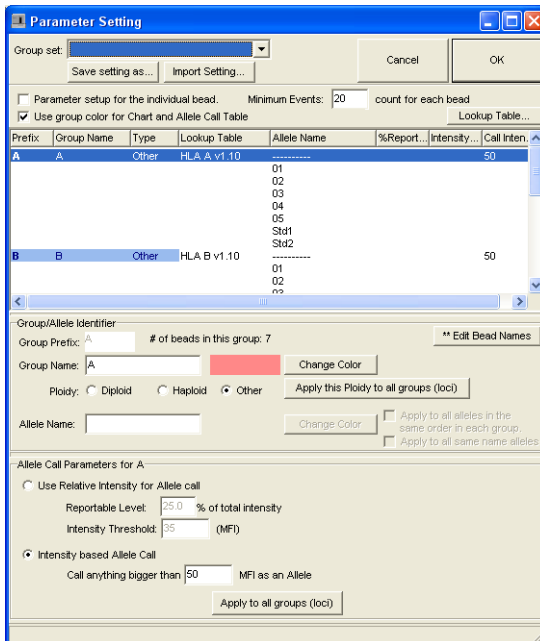 Parameter Setting
Group set:
Cancel
OK
Save setting as...
Import Setting...
Parameter setup for the individual bead. Minimum Events: 20 count for each bead
Use group color for Chart and Allele Call Table
Lookup Table...
Prefix Group Name Type Lookup Table Allele Name %Report... Intensity... Call Inten.
A A Other HLA A v1.10 ---------- 50
01
02
03
04
05
Std1
Std2
B B Other HLA B v1.10 ---------- 50
01
02
03
Group/Allele Identifier
Group Prefix: A # of beads in this group: 7 ** Edit Bead Names
Group Name: A Change Color
Ploidy: Diploid Haploid Other Apply this Ploidy to all groups (loci)
Allele Name: Change Color
Apply to all alleles in the
same order in each group.
Apply to all same name alleles
Allele Call Parameters for A
Use Relative Intensity for Allele call
Reportable Level: 25.0 % of total intensity
Intensity Threshold: 35 (MFI)
Intensity based Allele Call
Call anything bigger than 50 MFI as an Allele
Apply to all groups (loci)